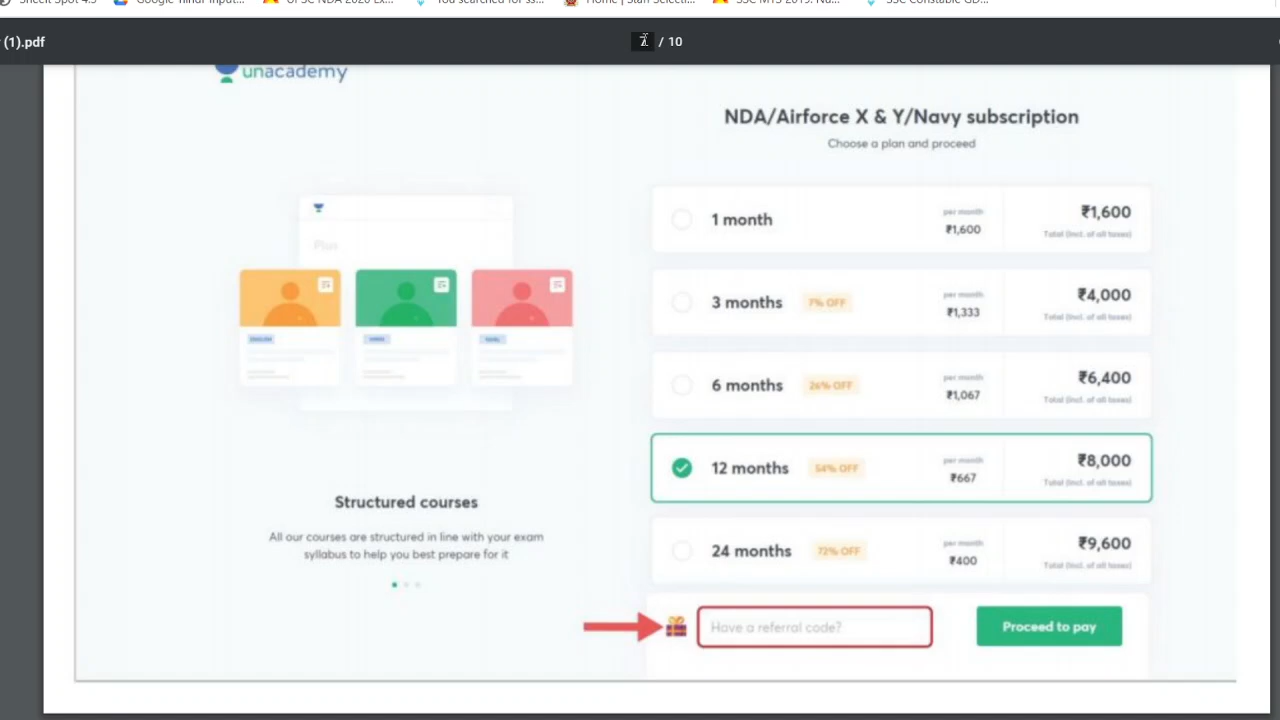 (1).pdf
/ 10
unacademy
NDA/Airforce X & Y/Navy subscription
Choose a plan and proceed
1 month
per month
₹1,600
₹1,600
Total (Incl. of all taxes)
3 months
7% OFF
per month
₹1,333
₹4,000
Total (Incl. of all taxes)
6 months
26% OFF
per month
₹1,067
₹6,400
Total (Incl. of all taxes)
12 months
54% OFF
per month
₹667
₹8,000
Total (Incl. of all taxes)
24 months
72% OFF
per month
₹400
₹9,600
Total (Incl. of all taxes)
Plus
ENGLISH
HINDI
Structured courses
All our courses are structured in line with your exam
syllabus to help you best prepare for it
Have a referral code?
Proceed to pay